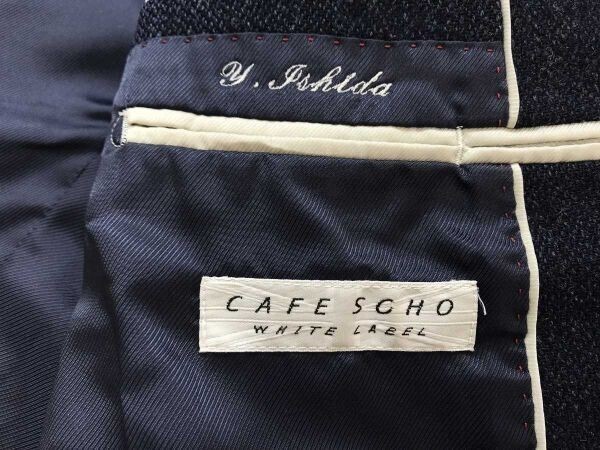 Y. Ishida
CAFE SOHO
WHITE LABEL